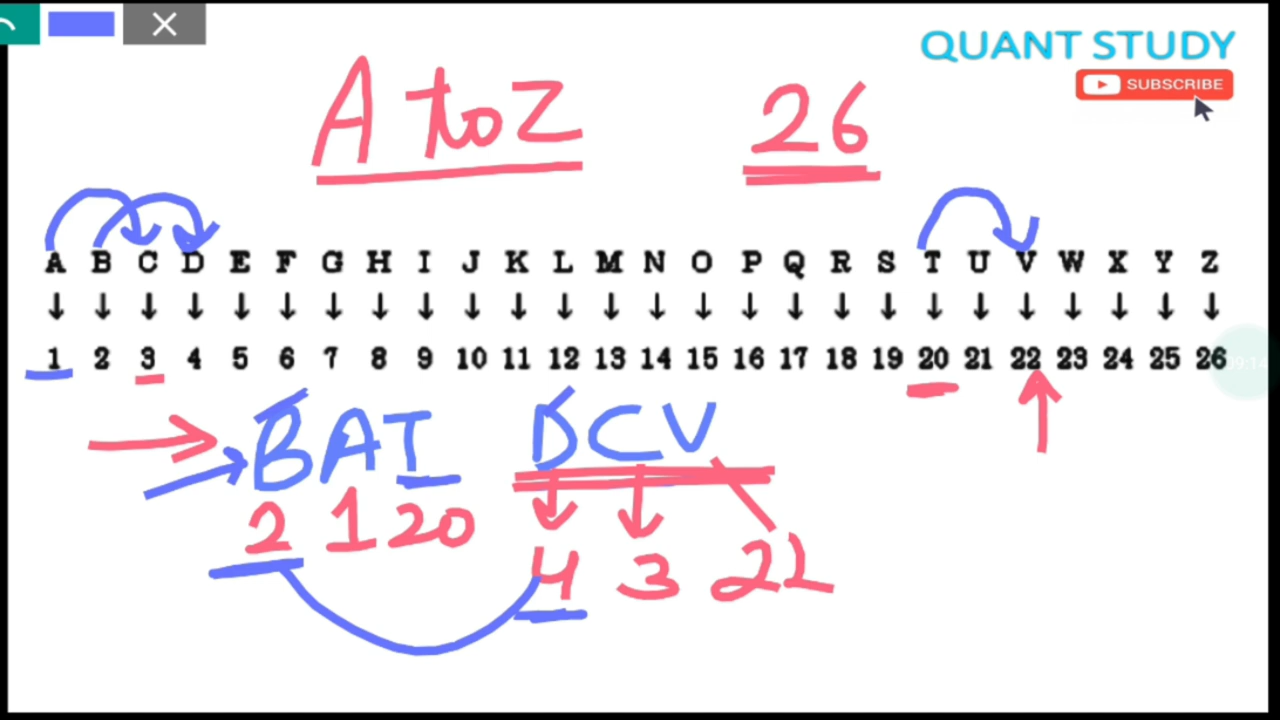 QUANT STUDY
SUBSCRIBE
A to Z 26
A B C D E F G H I J K L M N O P Q R S T U V W X Y Z
↓ ↓ ↓ ↓ ↓ ↓ ↓ ↓ ↓ ↓ ↓ ↓ ↓ ↓ ↓ ↓ ↓ ↓ ↓ ↓ ↓ ↓ ↓ ↓ ↓ ↓
1 2 3 4 5 6 7 8 9 10 11 12 13 14 15 16 17 18 19 20 21 22 23 24 25 26
09:14
BAT DCV
2 1 20
4 3 22